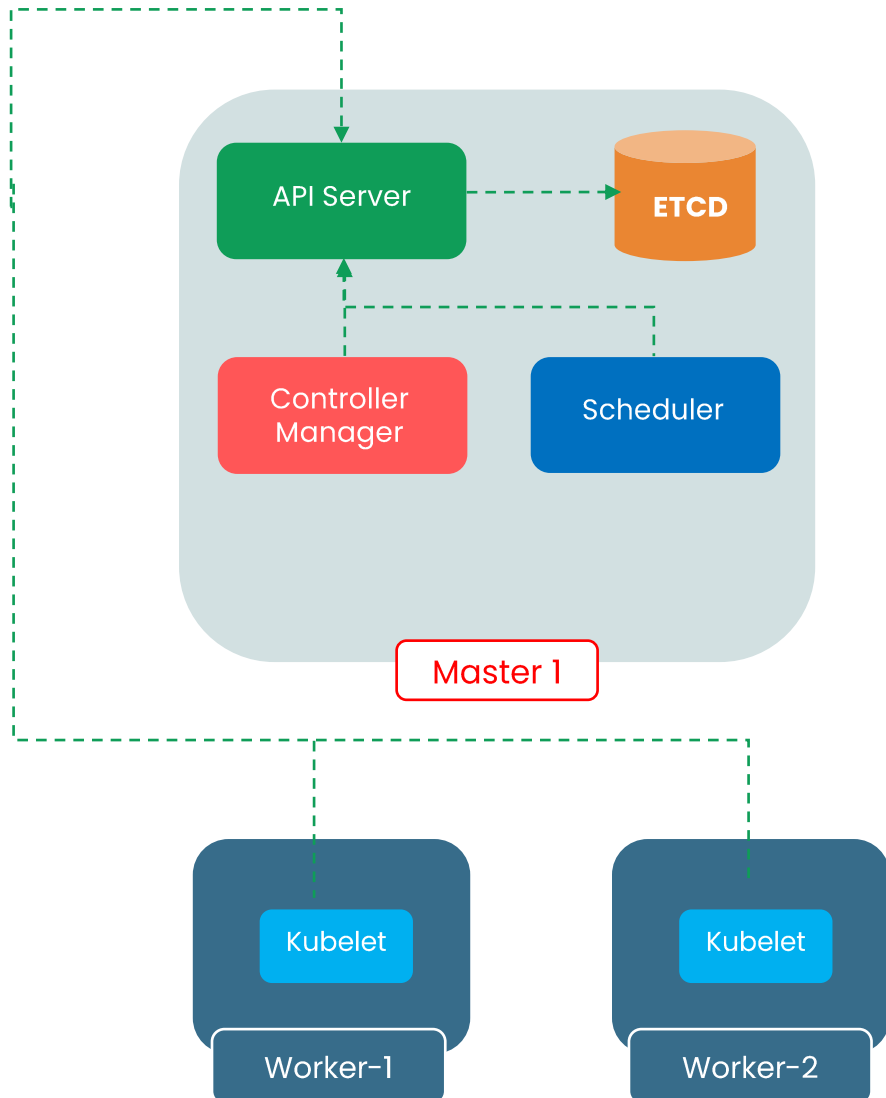 API Server
ETCD
Controller
Manager
Scheduler
Master 1
Kubelet
Kubelet
Worker-1
Worker-2